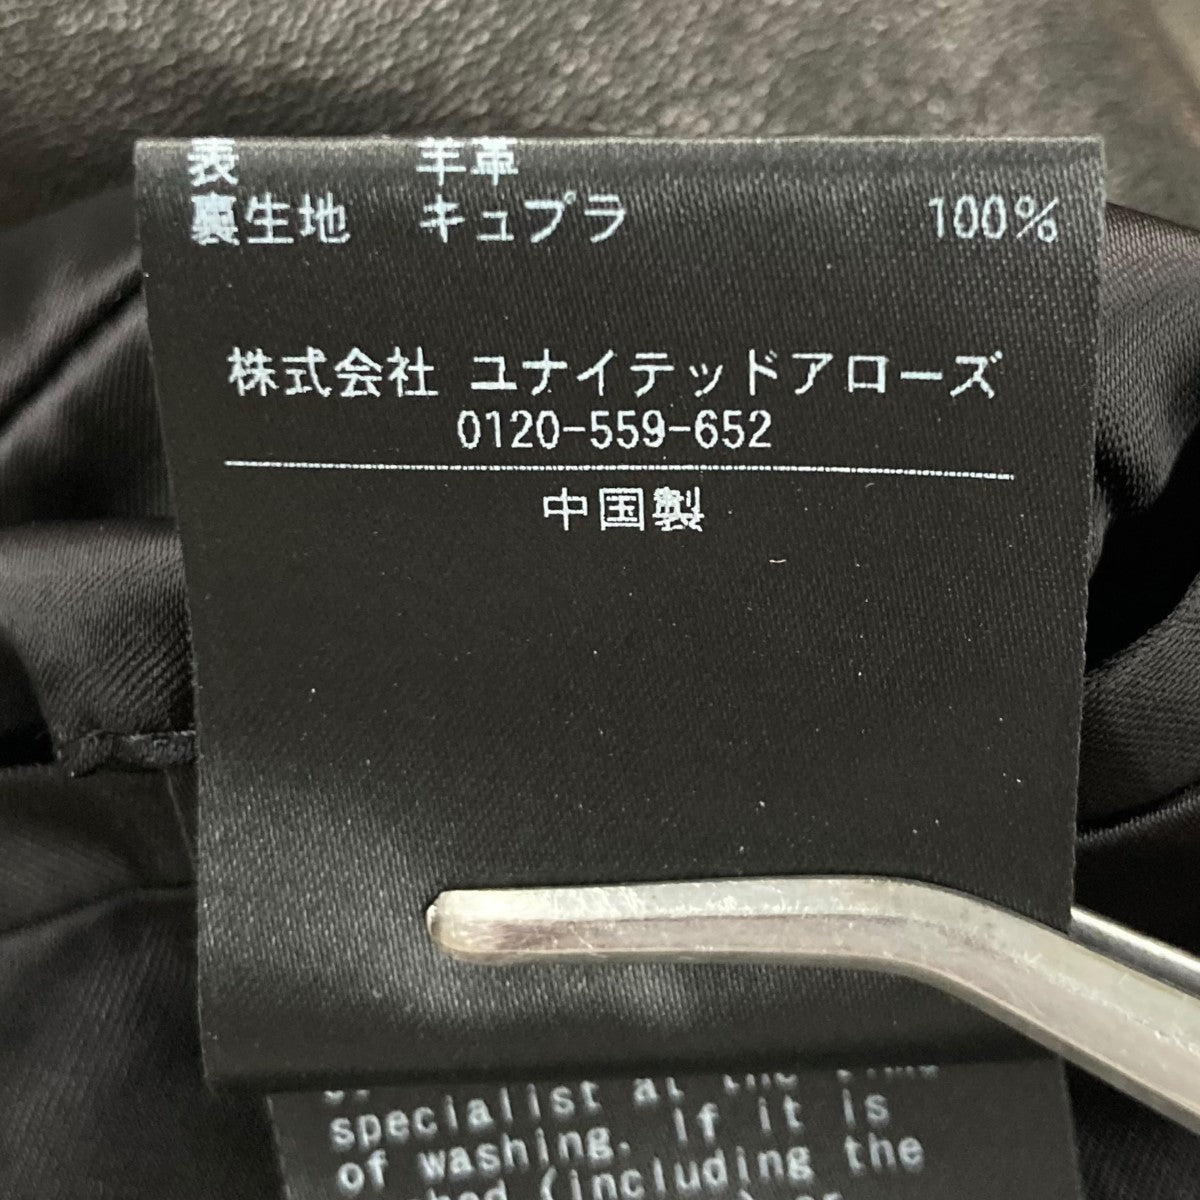 表 羊革
裏生地 キュプラ 100%
株式会社 ユナイテッドアローズ
0120-559-652
中国製
specialist at the time
of washing. If it is
(including the